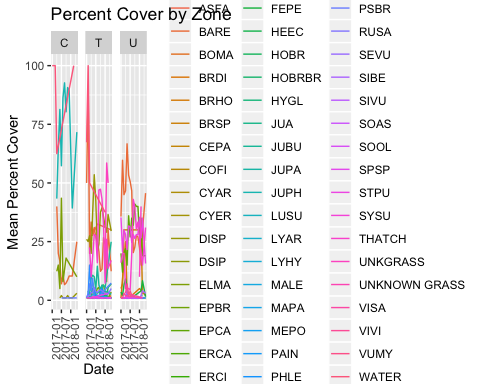 Percent Cover by Zone
C T U
100
75
50
25
0
Mean Percent Cover
2017-01
2017-07
2018-01
2017-01
2017-07
2018-01
2017-01
2017-07
2018-01
Date
ASFA
BARE
BOMA
BRDI
BRHO
BRSP
CEPA
COFI
CYAR
CYER
DISP
DSIP
ELMA
EPBR
EPCA
ERCA
ERCI
FEPE
HEEC
HOBR
HOBRBR
HYGL
JUA
JUBU
JUPA
JUPH
LUSU
LYAR
LYHY
MALE
MAPA
MEPO
PAIN
PHLE
PSBR
RUSA
SEVU
SIBE
SIVU
SOAS
SOOL
SPSP
STPU
SYSU
THATCH
UNKGRASS
UNKNOWN GRASS
VISA
VIVI
VUMY
WATER